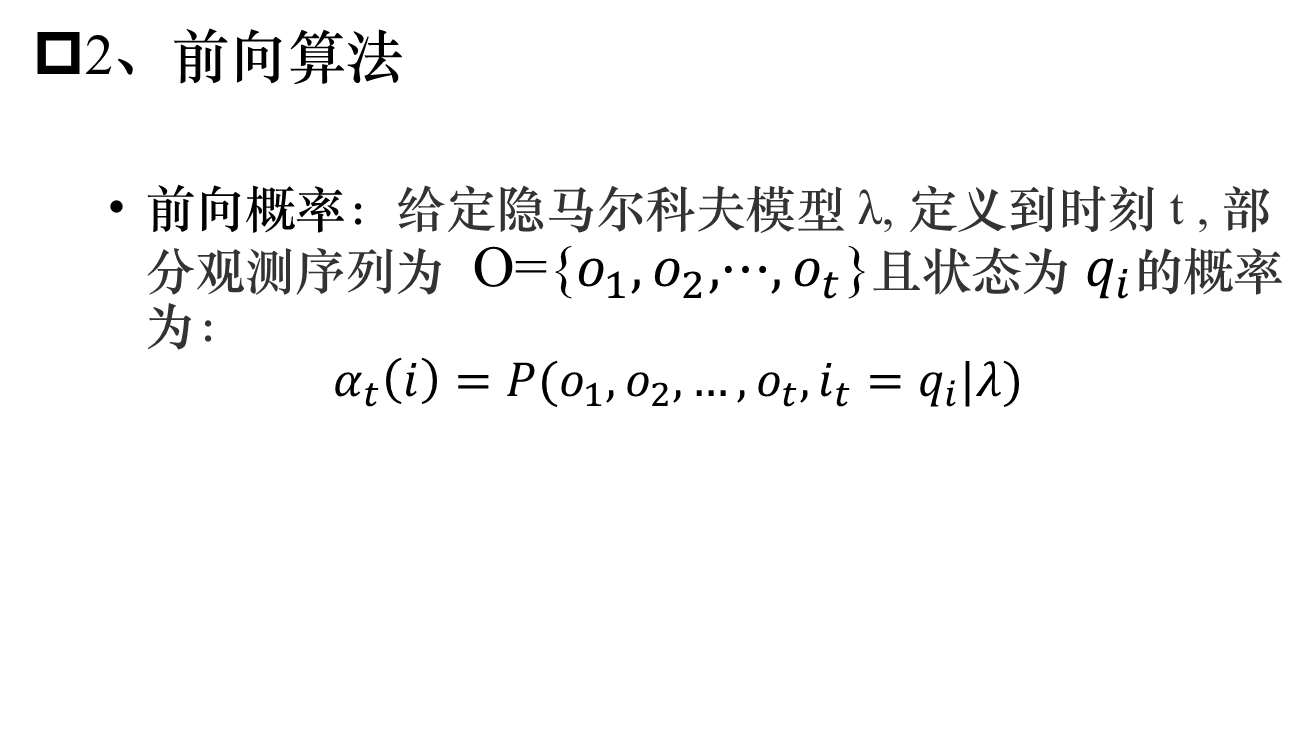 2、前向算法
• 前向概率：给定隐马尔科夫模型 λ, 定义到时刻 t , 部
分观测序列为 O={o₁, o₂,⋯, oₜ}且状态为 qᵢ的概率
为：
αₜ(i) = P(o₁, o₂, … , oₜ, iₜ = qᵢ|λ)